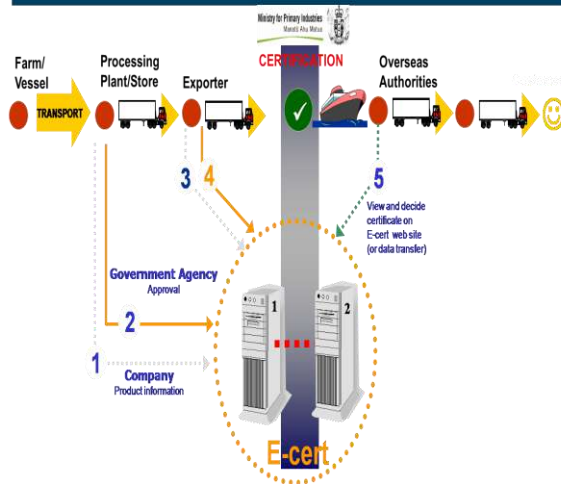 Ministry for Primary Industries
Manatū Ahu Matua
CERTIFICATION
Farm/
Vessel
Processing
Plant/Store
Exporter
Overseas
Authorities
TRANSPORT
3
4
5
View and decide
certificate on
E-cert web site
(or data transfer)
Government Agency
Approval
2
1
Company
Product information
1
2
E-cert